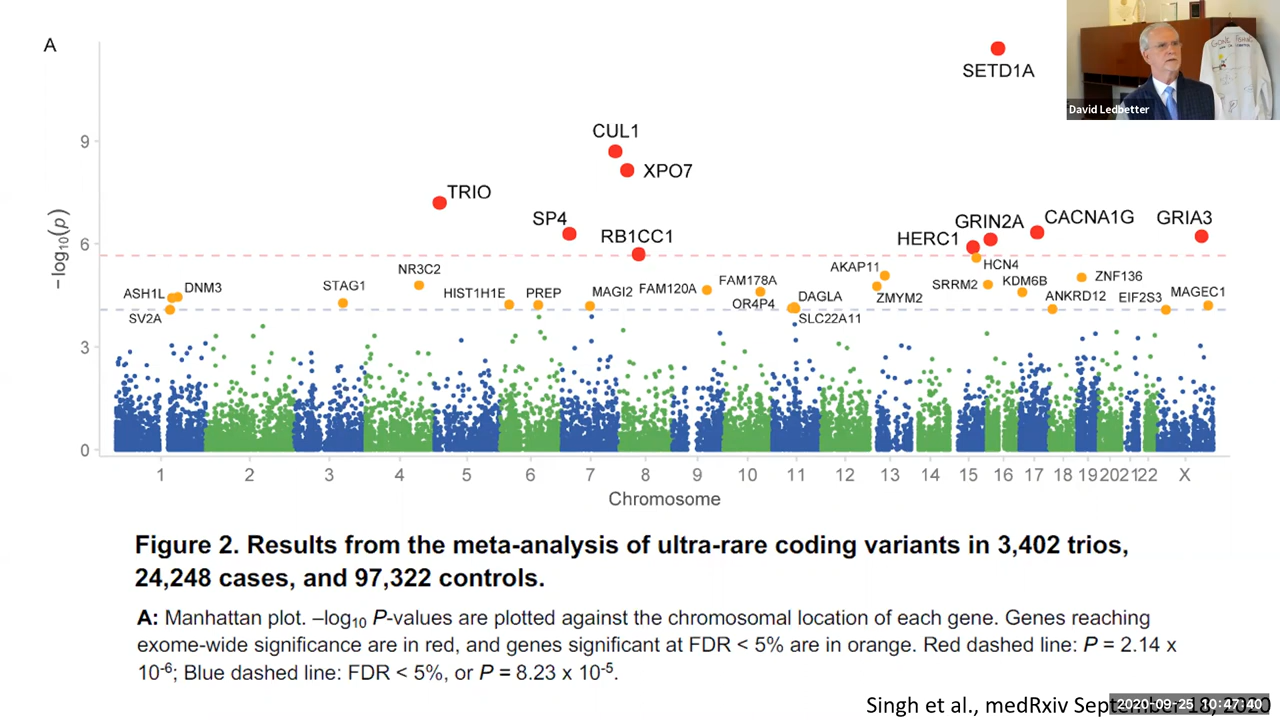 A
SETD1A
GONE FISHIN'
David Ledbetter
CUL1
9
XPO7
TRIO
SP4
GRIN2A
CACNA1G
GRIA3
RB1CC1
HERC1
6
NR3C2
AKAP11
HCN4
ASH1L
DNM3
STAG1
HIST1H1E
PREP
MAGI2
FAM120A
FAM178A
OR4P4
DAGLA
ZMYM2
SRRM2
KDM6B
ZNF136
ANKRD12
EIF2S3
MAGEC1
SV2A
SLC22A11
−log10(p)
3
0
1 2 3 4 5 6 7 8 9 10 11 12 13 14 15 16 17 18 19 20 21 22 X
Chromosome
Figure 2. Results from the meta-analysis of ultra-rare coding variants in 3,402 trios,
24,248 cases, and 97,322 controls.
A: Manhattan plot. –log10 P-values are plotted against the chromosomal location of each gene. Genes reaching
exome-wide significance are in red, and genes significant at FDR < 5% are in orange. Red dashed line: P = 2.14 x
10-6; Blue dashed line: FDR < 5%, or P = 8.23 x 10-5.
Singh et al., medRxiv September 18, 2020
2020-09-25 10:47:40